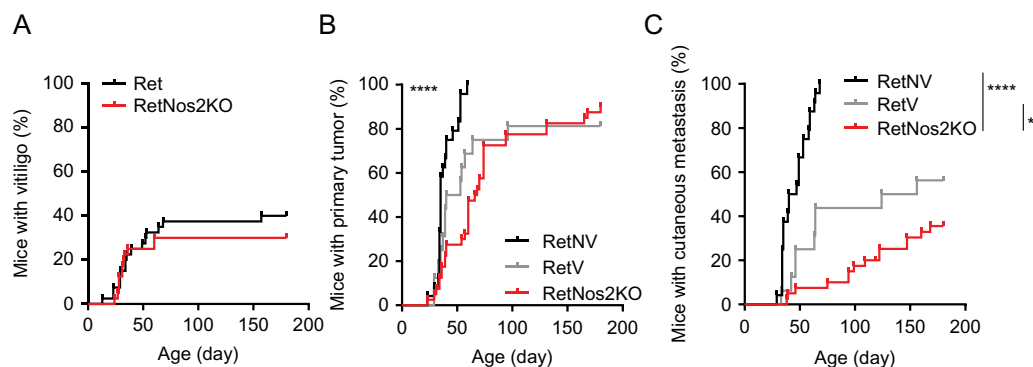 A
Mice with vitiligo (%)
100
80
60
40
20
0
Ret
RetNos2KO
0 50 100 150 200
Age (day)
B
Mice with primary tumor (%)
100
80
60
40
20
0
****
RetNV
RetV
RetNos2KO
0 50 100 150 200
Age (day)
C
Mice with cutaneous metastasis (%)
100
80
60
40
20
0
RetNV
RetV
RetNos2KO
****
*
0 50 100 150 200
Age (day)